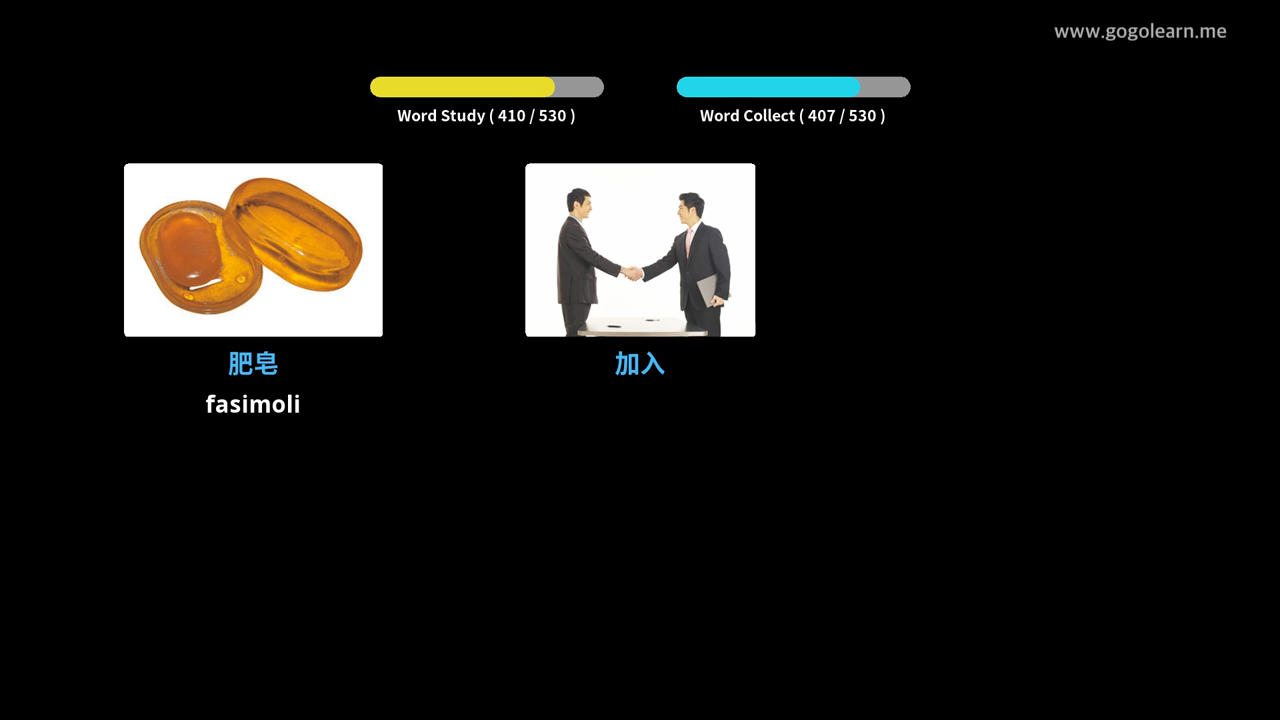 www.gogolearn.me
Word Study ( 410 / 530 )
Word Collect ( 407 / 530 )
肥皂
fasimoli
加入